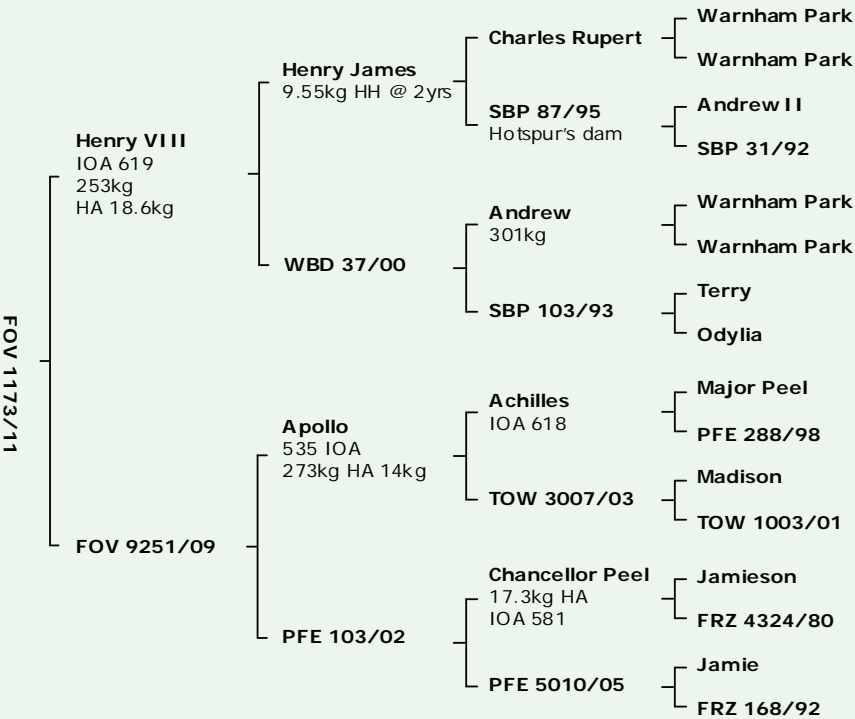 FOV 1173/11
Henry VIII
IOA 619
253kg
HA 18.6kg
FOV 9251/09
Henry James
9.55kg HH @ 2yrs
WBD 37/00
Apollo
535 IOA
273kg HA 14kg
PFE 103/02
Charles Rupert
SBP 87/95
Hotspur's dam
Andrew
301kg
SBP 103/93
Achilles
IOA 618
TOW 3007/03
Chancellor Peel
17.3kg HA
IOA 581
PFE 5010/05
Warnham Park
Warnham Park
Andrew II
SBP 31/92
Warnham Park
Warnham Park
Terry
Odylia
Major Peel
PFE 288/98
Madison
TOW 1003/01
Jamieson
FRZ 4324/80
Jamie
FRZ 168/92